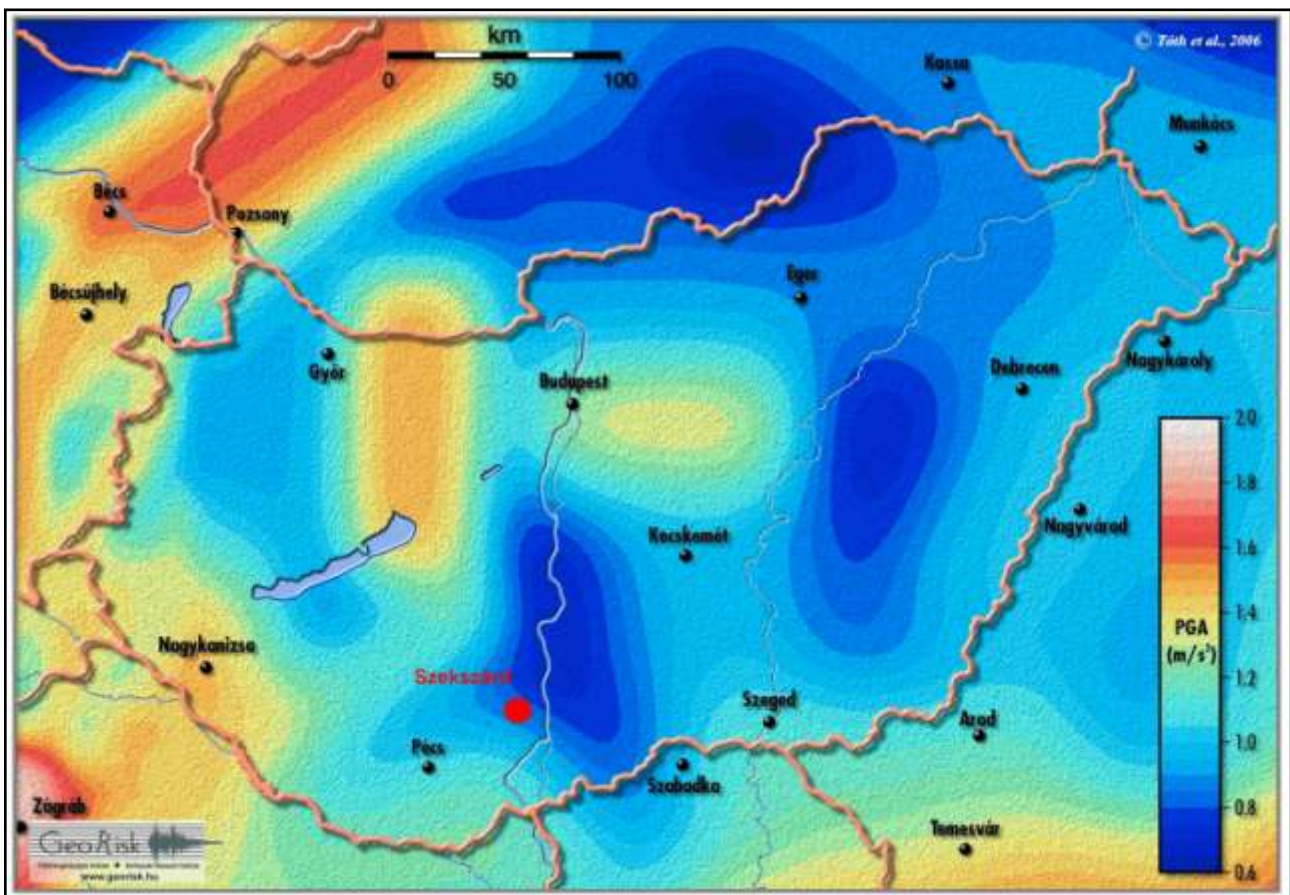 km
0 50 100
© Tóth et al., 2006
Kassa
Munkács
Bécs
Pozsony
Bécsújhely
Eger
Győr
Budapest
Debrecen
Nagykároly
2.0
1.8
Nagyvárad
Kecskemét
1.6
1.4
PGA
(m/s²)
Nagykanizsa
Szekszárd
1.2
Szeged
Arad
1.0
Pécs
Szabadka
0.8
Zágráb
Temesvár
GeoRisk
www.georisk.hu
0.6